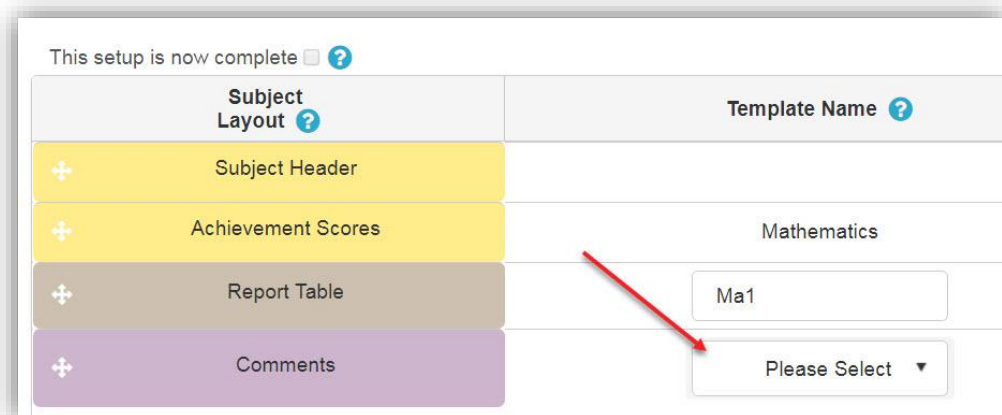 This setup is now complete ?
Subject
Layout ?
Template Name ?
Subject Header
Achievement Scores
Mathematics
Report Table
Ma1
Comments
Please Select